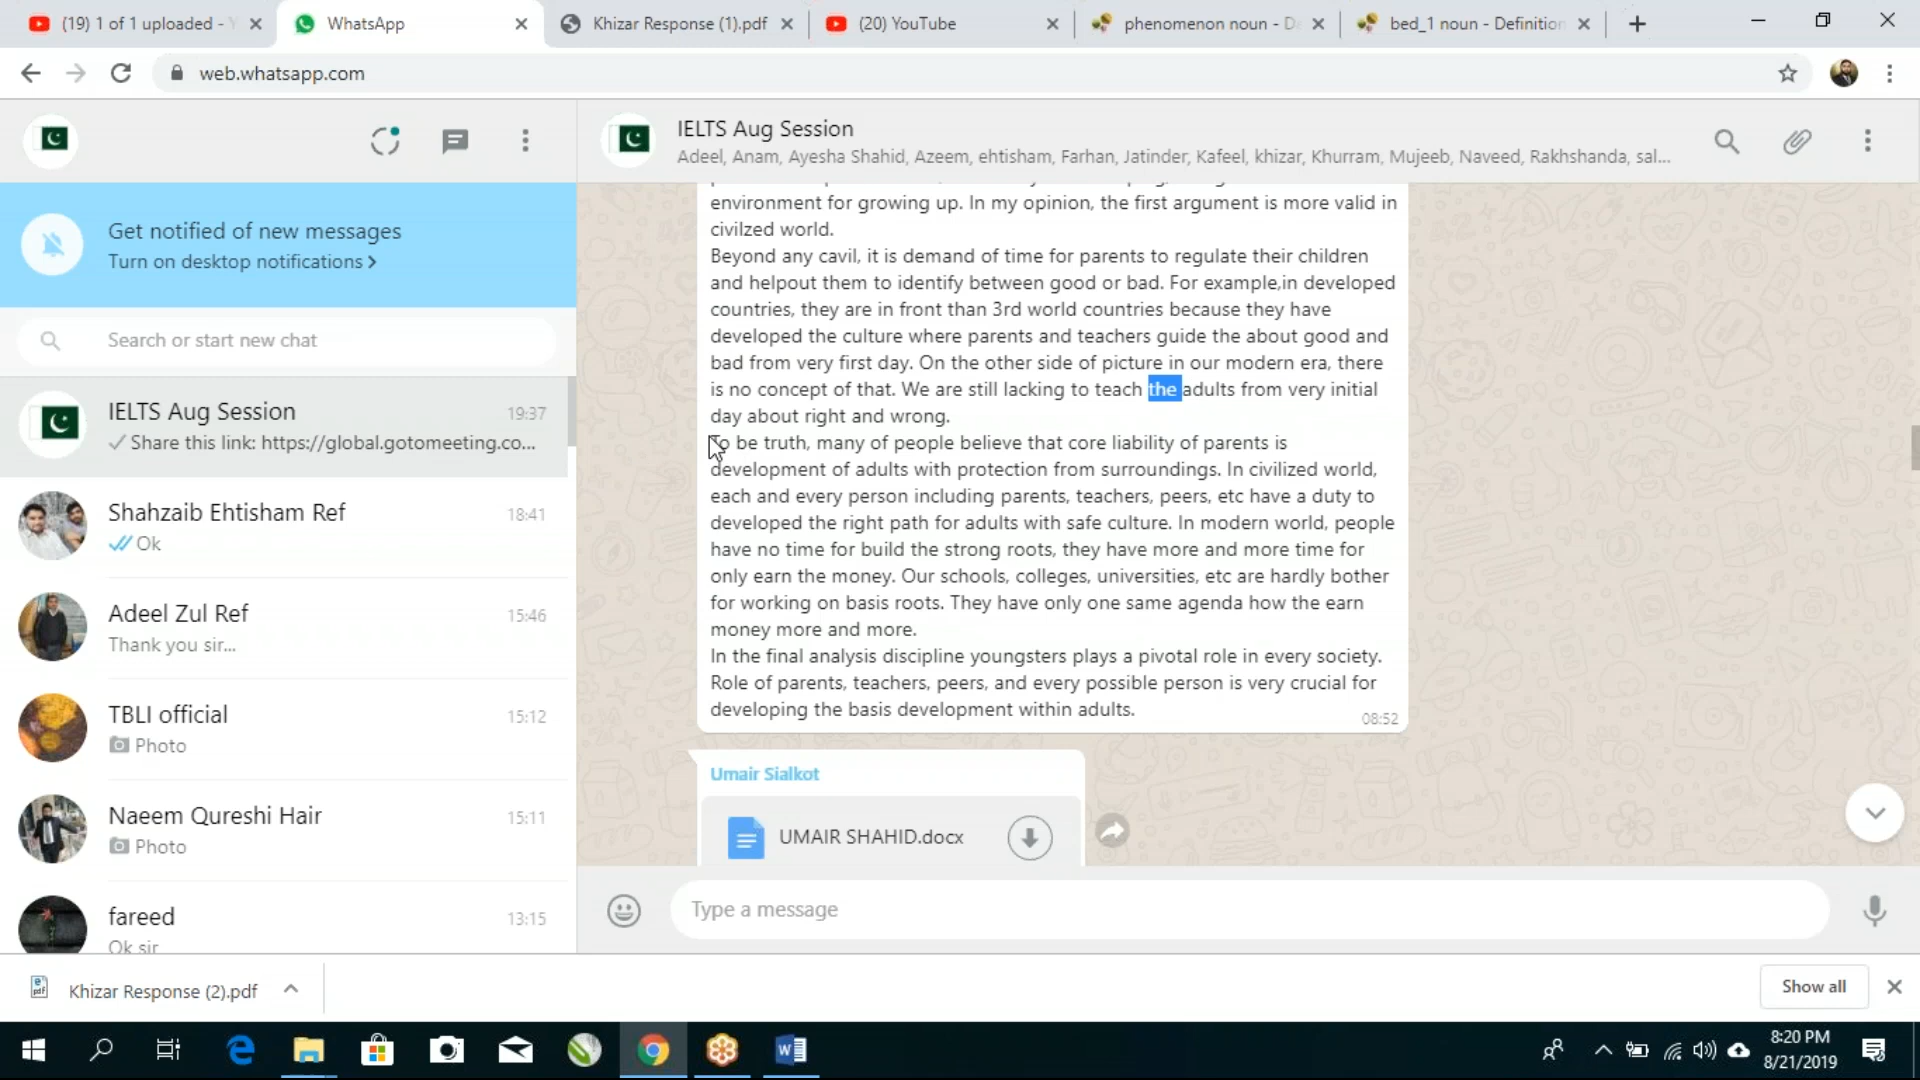 (19) 1 of 1 uploaded -
WhatsApp
Khizar Response (1).pdf
(20) YouTube
phenomenon noun - D
bed_1 noun - Definition
web.whatsapp.com
IELTS Aug Session
Adeel, Anam, Ayesha Shahid, Azeem, ehtisham, Farhan, Jatinder, Kafeel, khizar, Khurram, Mujeeb, Naveed, Rakhshanda, sal...
Get notified of new messages
Turn on desktop notifications >
Search or start new chat
IELTS Aug Session
19:37
Share this link: https://global.gotomeeting.co...
Shahzaib Ehtisham Ref
18:41
Ok
Adeel Zul Ref
15:46
Thank you sir...
TBLI official
15:12
Photo
Naeem Qureshi Hair
15:11
Photo
fareed
13:15
Ok sir
environment for growing up. In my opinion, the first argument is more valid in
civilzed world.
Beyond any cavil, it is demand of time for parents to regulate their children
and helpout them to identify between good or bad. For example,in developed
countries, they are in front than 3rd world countries because they have
developed the culture where parents and teachers guide the about good and
bad from very first day. On the other side of picture in our modern era, there
is no concept of that. We are still lacking to teach the adults from very initial
day about right and wrong.
To be truth, many of people believe that core liability of parents is
development of adults with protection from surroundings. In civilized world,
each and every person including parents, teachers, peers, etc have a duty to
developed the right path for adults with safe culture. In modern world, people
have no time for build the strong roots, they have more and more time for
only earn the money. Our schools, colleges, universities, etc are hardly bother
for working on basis roots. They have only one same agenda how the earn
money more and more.
In the final analysis discipline youngsters plays a pivotal role in every society.
Role of parents, teachers, peers, and every possible person is very crucial for
developing the basis development within adults.
08:52
Umair Sialkot
UMAIR SHAHID.docx
Type a message
Khizar Response (2).pdf
Show all
8:20 PM
8/21/2019